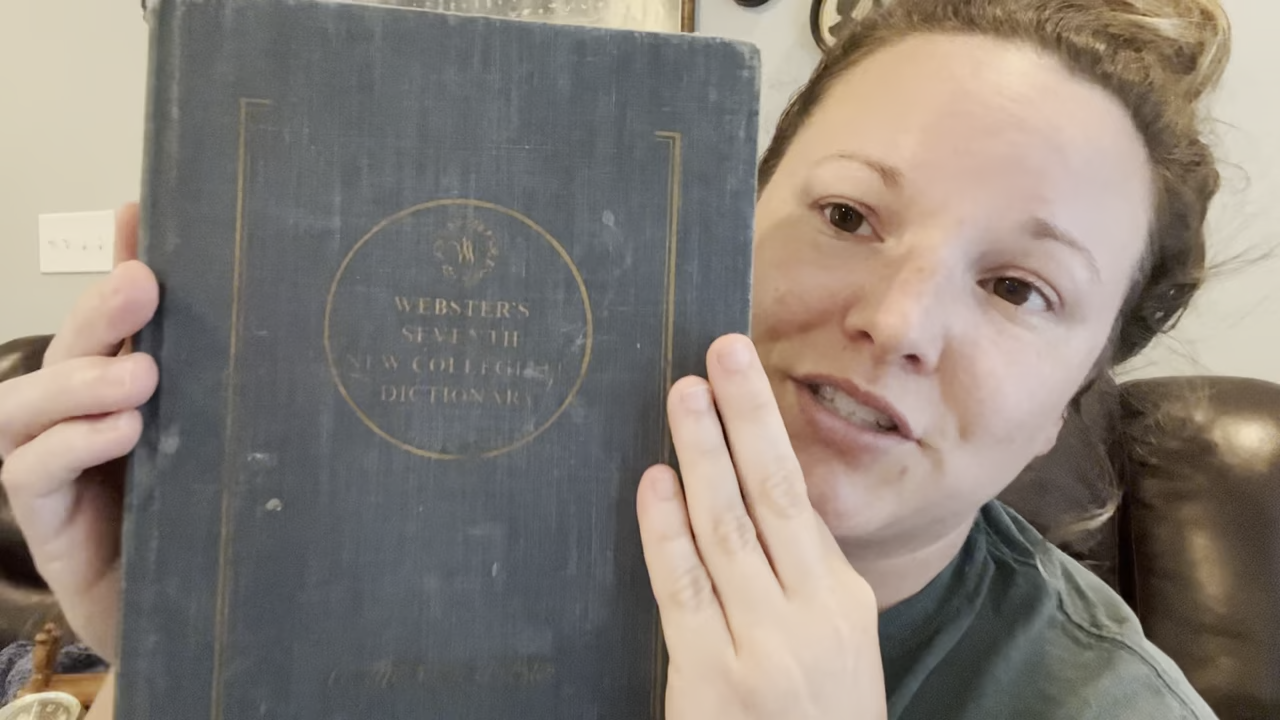 W
WEBSTER'S
SEVENTH
NEW COLLEGIATE
DICTIONARY